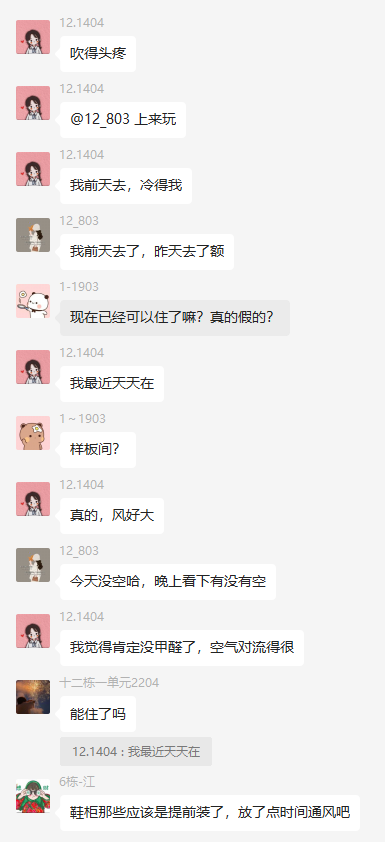 12.1404
吹得头疼
12.1404
@12_803 上来玩
12.1404
我前天去，冷得我
12_803
我前天去了，昨天去了额
1-1903
现在已经可以住了嘛？真的假的？
12.1404
我最近天天在
1～1903
样板间？
12.1404
真的，风好大
12_803
今天没空哈，晚上看下有没有空
12.1404
我觉得肯定没甲醛了，空气对流得很
十二栋一单元2204
能住了吗
12.1404 : 我最近天天在
6栋-江
鞋柜那些应该是提前装了，放了点时间通风吧